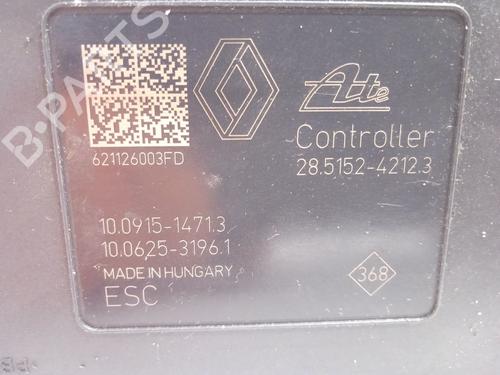 B-PARTS
Ate
621126003FD
Controller
28.5152-4212.3
10.0915-1471.3
10.0625-3196.1
MADE IN HUNGARY
ESC
368